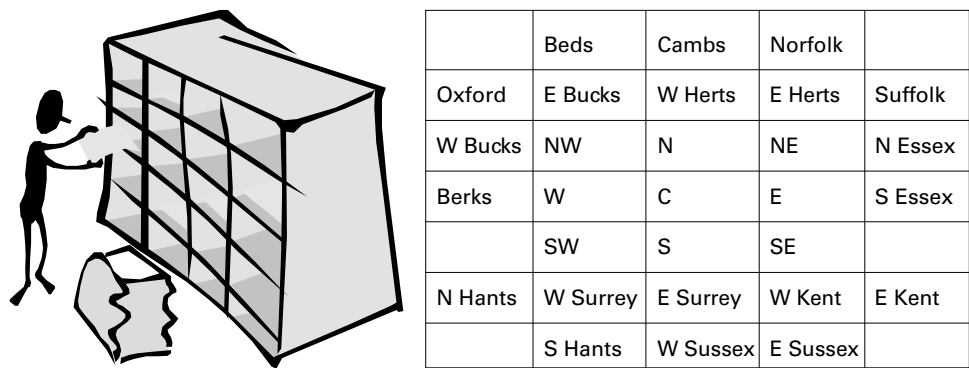 Beds Cambs Norfolk
Oxford E Bucks W Herts E Herts Suffolk
W Bucks NW N NE N Essex
Berks W C E S Essex
SW S SE
N Hants W Surrey E Surrey W Kent E Kent
S Hants W Sussex E Sussex